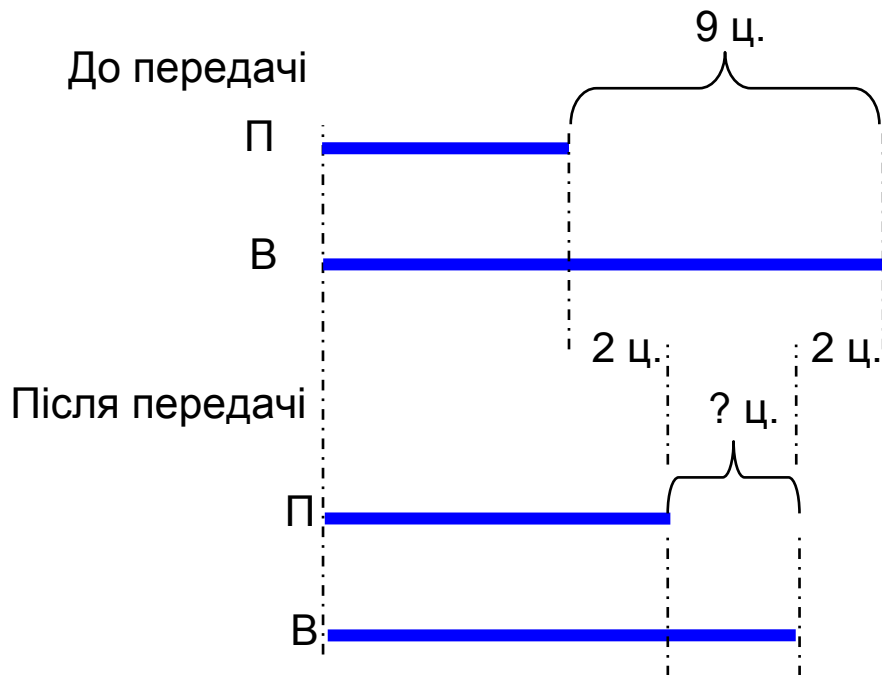 9 ц.
До передачі
П
В
2 ц. 2 ц.
Після передачі
? ц.
П
В